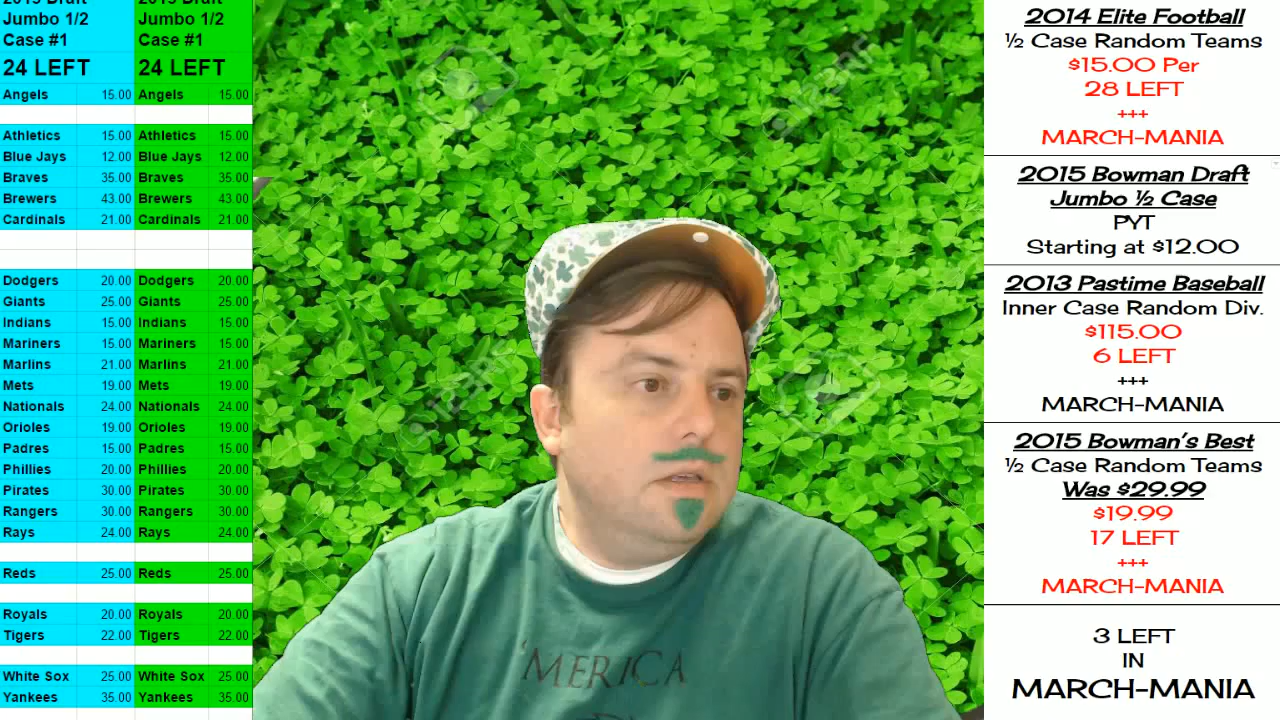 2015 Draft 2015 Draft
Jumbo 1/2 Jumbo 1/2
Case #1 Case #1
24 LEFT 24 LEFT
Angels 15.00 Angels 15.00
Athletics 15.00 Athletics 15.00
Blue Jays 12.00 Blue Jays 12.00
Braves 35.00 Braves 35.00
Brewers 43.00 Brewers 43.00
Cardinals 21.00 Cardinals 21.00
Dodgers 20.00 Dodgers 20.00
Giants 25.00 Giants 25.00
Indians 15.00 Indians 15.00
Mariners 15.00 Mariners 15.00
Marlins 21.00 Marlins 21.00
Mets 19.00 Mets 19.00
Nationals 24.00 Nationals 24.00
Orioles 19.00 Orioles 19.00
Padres 15.00 Padres 15.00
Phillies 20.00 Phillies 20.00
Pirates 30.00 Pirates 30.00
Rangers 30.00 Rangers 30.00
Rays 24.00 Rays 24.00
Reds 25.00 Reds 25.00
Royals 20.00 Royals 20.00
Tigers 22.00 Tigers 22.00
White Sox 25.00 White Sox 25.00
Yankees 35.00 Yankees 35.00
123RF
123RF
'MERICA
2014 Elite Football
½ Case Random Teams
$15.00 Per
28 LEFT
+++
MARCH-MANIA
2015 Bowman Draft
Jumbo ½ Case
PYT
Starting at $12.00
2013 Pastime Baseball
Inner Case Random Div.
$115.00
6 LEFT
+++
MARCH-MANIA
2015 Bowman's Best
½ Case Random Teams
Was $29.99
$19.99
17 LEFT
+++
MARCH-MANIA
3 LEFT
IN
MARCH-MANIA